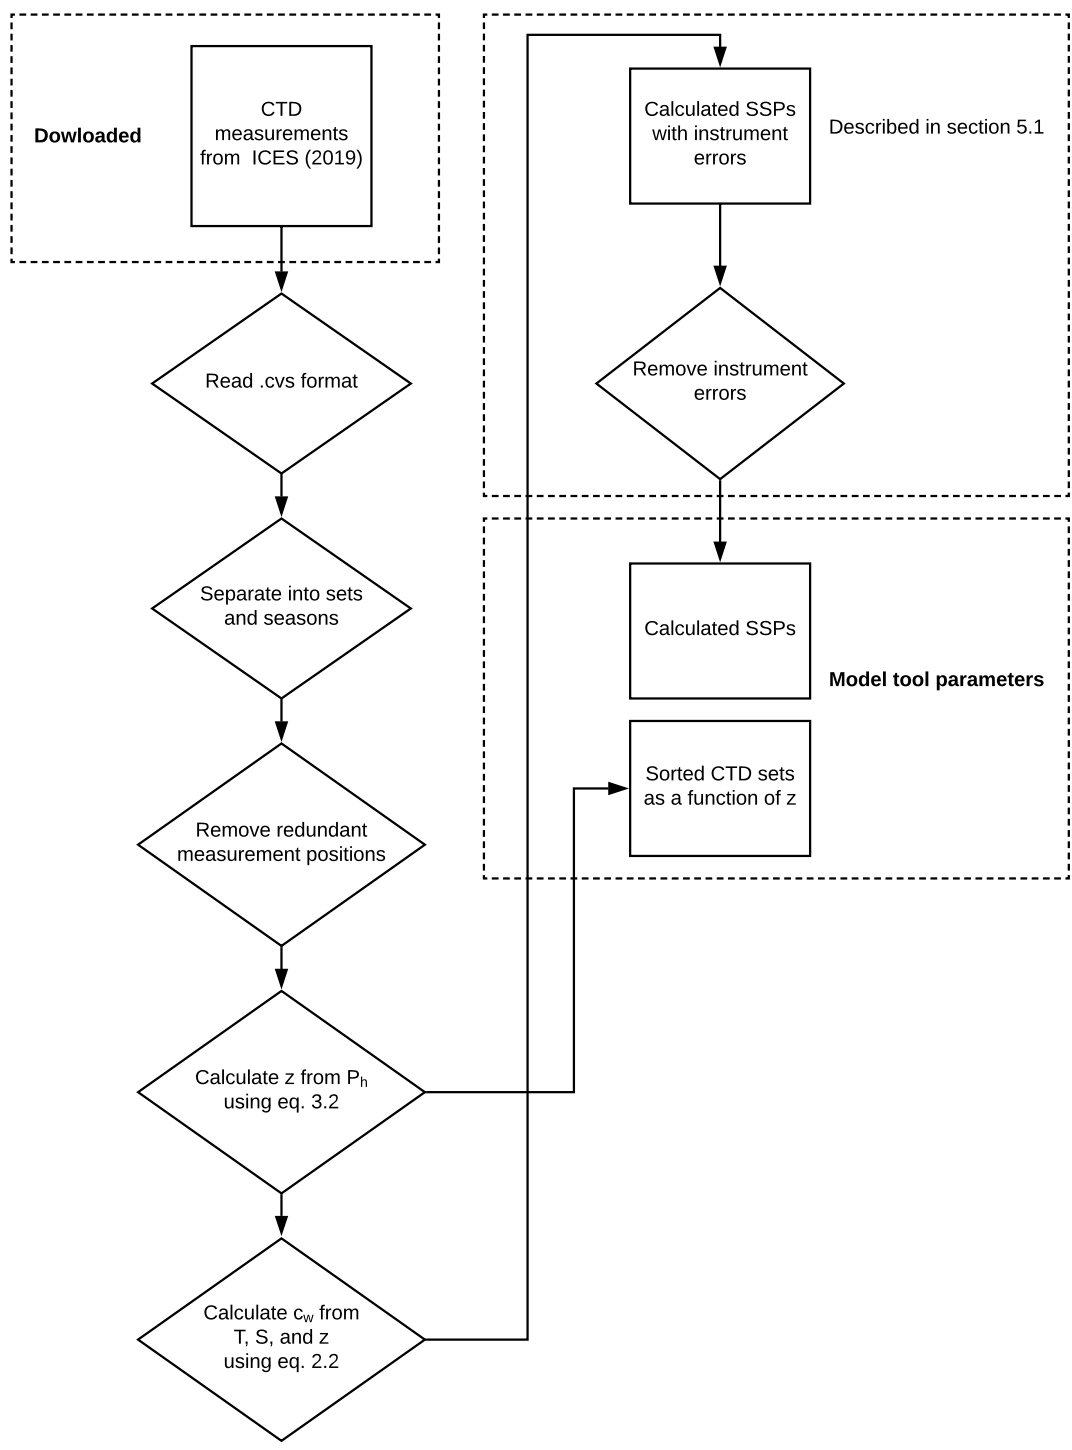 Dowloaded
CTD
measurements
from ICES (2019)
Read .cvs format
Separate into sets
and seasons
Remove redundant
measurement positions
Calculate z from Pₕ
using eq. 3.2
Calculate c_w from
T, S, and z
using eq. 2.2
Calculated SSPs
with instrument
errors
Described in section 5.1
Remove instrument
errors
Calculated SSPs
Model tool parameters
Sorted CTD sets
as a function of z